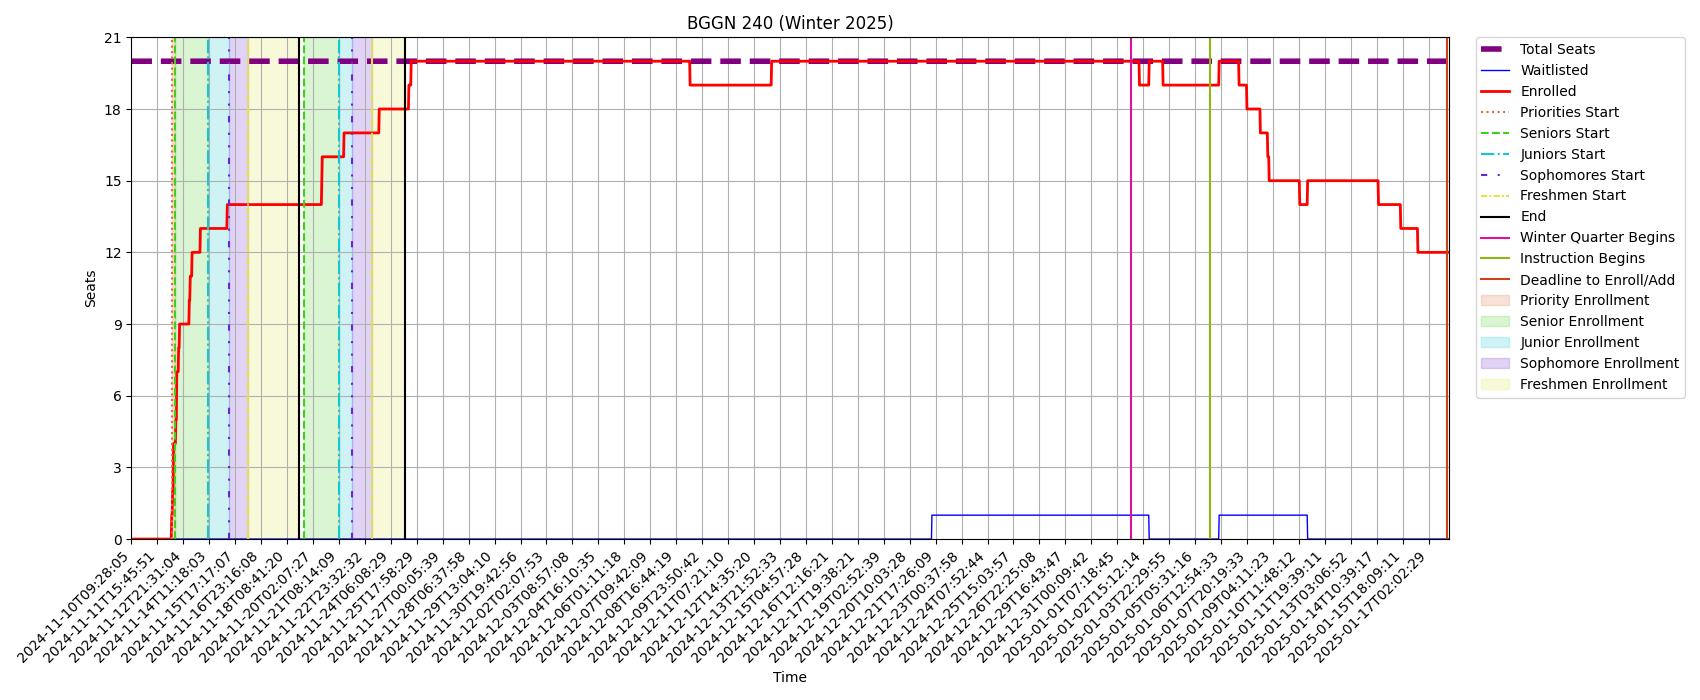 BGGN 240 (Winter 2025)
21
18
15
12
9
6
3
0
Seats
2024-11-10T09:28:05
2024-11-11T15:45:51
2024-11-12T21:31:04
2024-11-14T11:18:03
2024-11-15T17:17:07
2024-11-16T23:16:08
2024-11-18T08:41:20
2024-11-20T02:07:27
2024-11-21T08:14:09
2024-11-22T23:32:32
2024-11-24T06:08:29
2024-11-25T17:58:29
2024-11-27T00:05:39
2024-11-28T06:37:58
2024-11-29T13:04:10
2024-11-30T19:42:56
2024-12-02T02:07:53
2024-12-03T08:57:08
2024-12-04T16:10:35
2024-12-06T01:11:18
2024-12-07T09:42:09
2024-12-08T16:44:19
2024-12-09T23:50:42
2024-12-11T07:21:10
2024-12-12T14:35:20
2024-12-13T21:52:33
2024-12-15T04:57:28
2024-12-16T12:16:21
2024-12-17T19:38:21
2024-12-19T02:52:39
2024-12-20T10:03:28
2024-12-21T17:26:09
2024-12-23T00:37:58
2024-12-24T07:52:44
2024-12-25T15:03:57
2024-12-26T22:25:08
2024-12-29T16:43:47
2024-12-31T00:09:42
2025-01-01T07:18:45
2025-01-02T15:12:14
2025-01-03T22:29:55
2025-01-05T05:31:16
2025-01-06T12:54:33
2025-01-07T20:19:33
2025-01-09T04:11:23
2025-01-10T11:48:12
2025-01-11T19:39:11
2025-01-13T03:06:52
2025-01-14T10:39:17
2025-01-15T18:09:11
2025-01-17T02:02:29
Time
Total Seats
Waitlisted
Enrolled
Priorities Start
Seniors Start
Juniors Start
Sophomores Start
Freshmen Start
End
Winter Quarter Begins
Instruction Begins
Deadline to Enroll/Add
Priority Enrollment
Senior Enrollment
Junior Enrollment
Sophomore Enrollment
Freshmen Enrollment